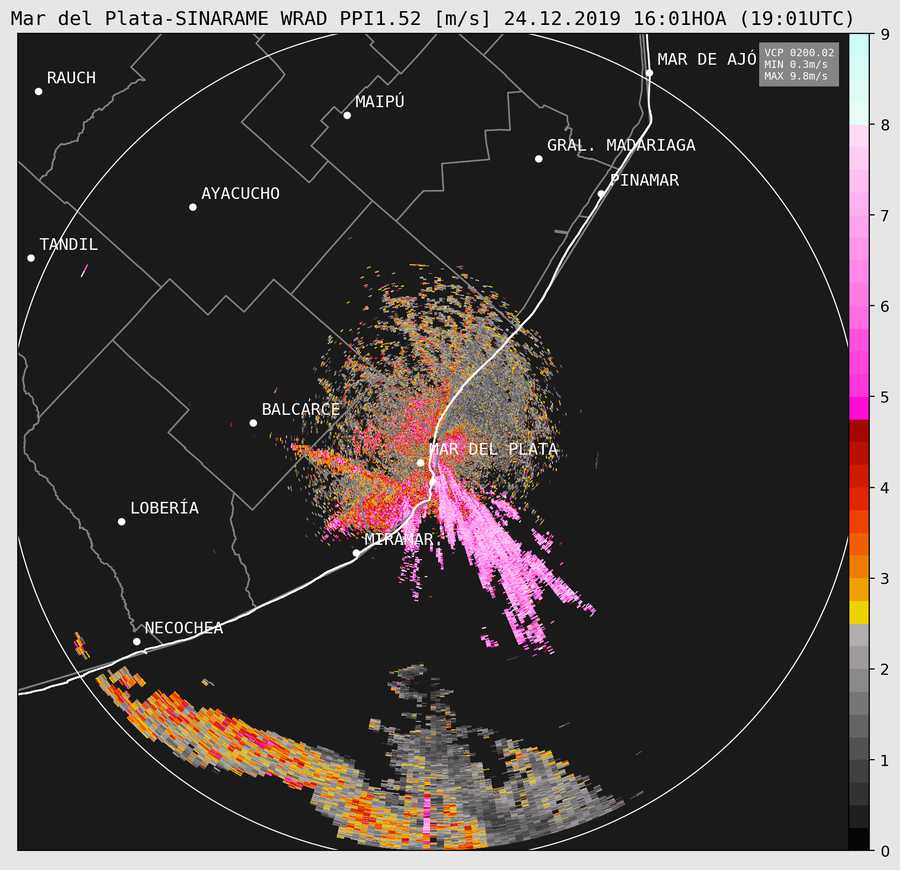 Mar del Plata-SINARAME WRAD PPI1.52 [m/s] 24.12.2019 16:01HOA (19:01UTC)
VCP 0200.02
MIN 0.3m/s
MAX 9.8m/s
RAUCH
MAR DE AJÓ
MAIPÚ
GRAL. MADARIAGA
PINAMAR
AYACUCHO
TANDIL
BALCARCE
MAR DEL PLATA
LOBERÍA
MIRAMAR
NECOCHEA
9
8
7
6
5
4
3
2
1
0